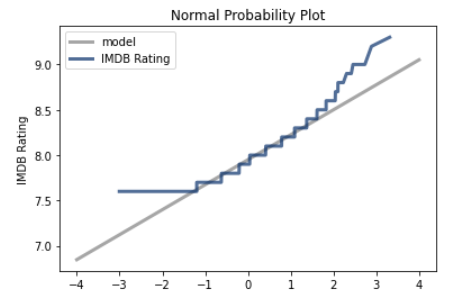 Normal Probability Plot
model
IMDB Rating
9.0
8.5
8.0
7.5
7.0
IMDB Rating
−4 −3 −2 −1 0 1 2 3 4